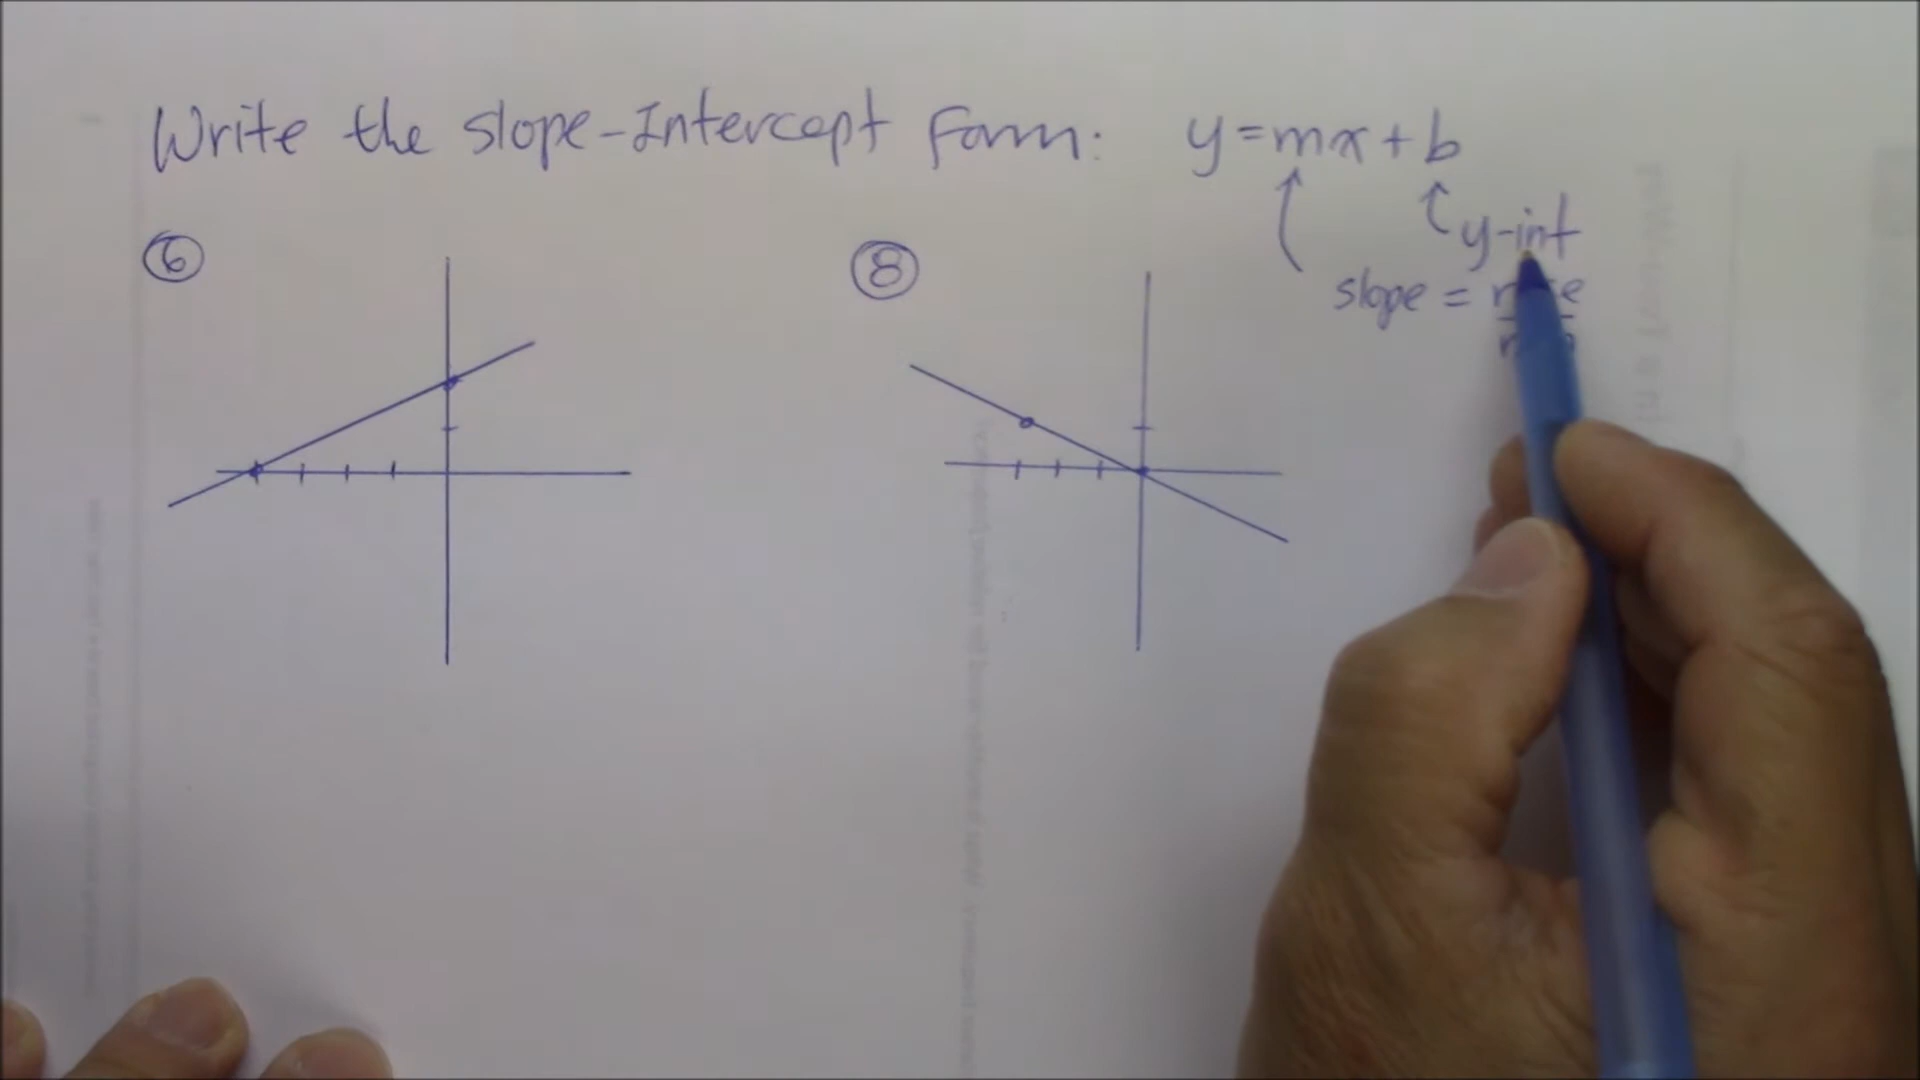 Write the slope-Intercept Form: y = mx + b
y-int
slope =
6
8